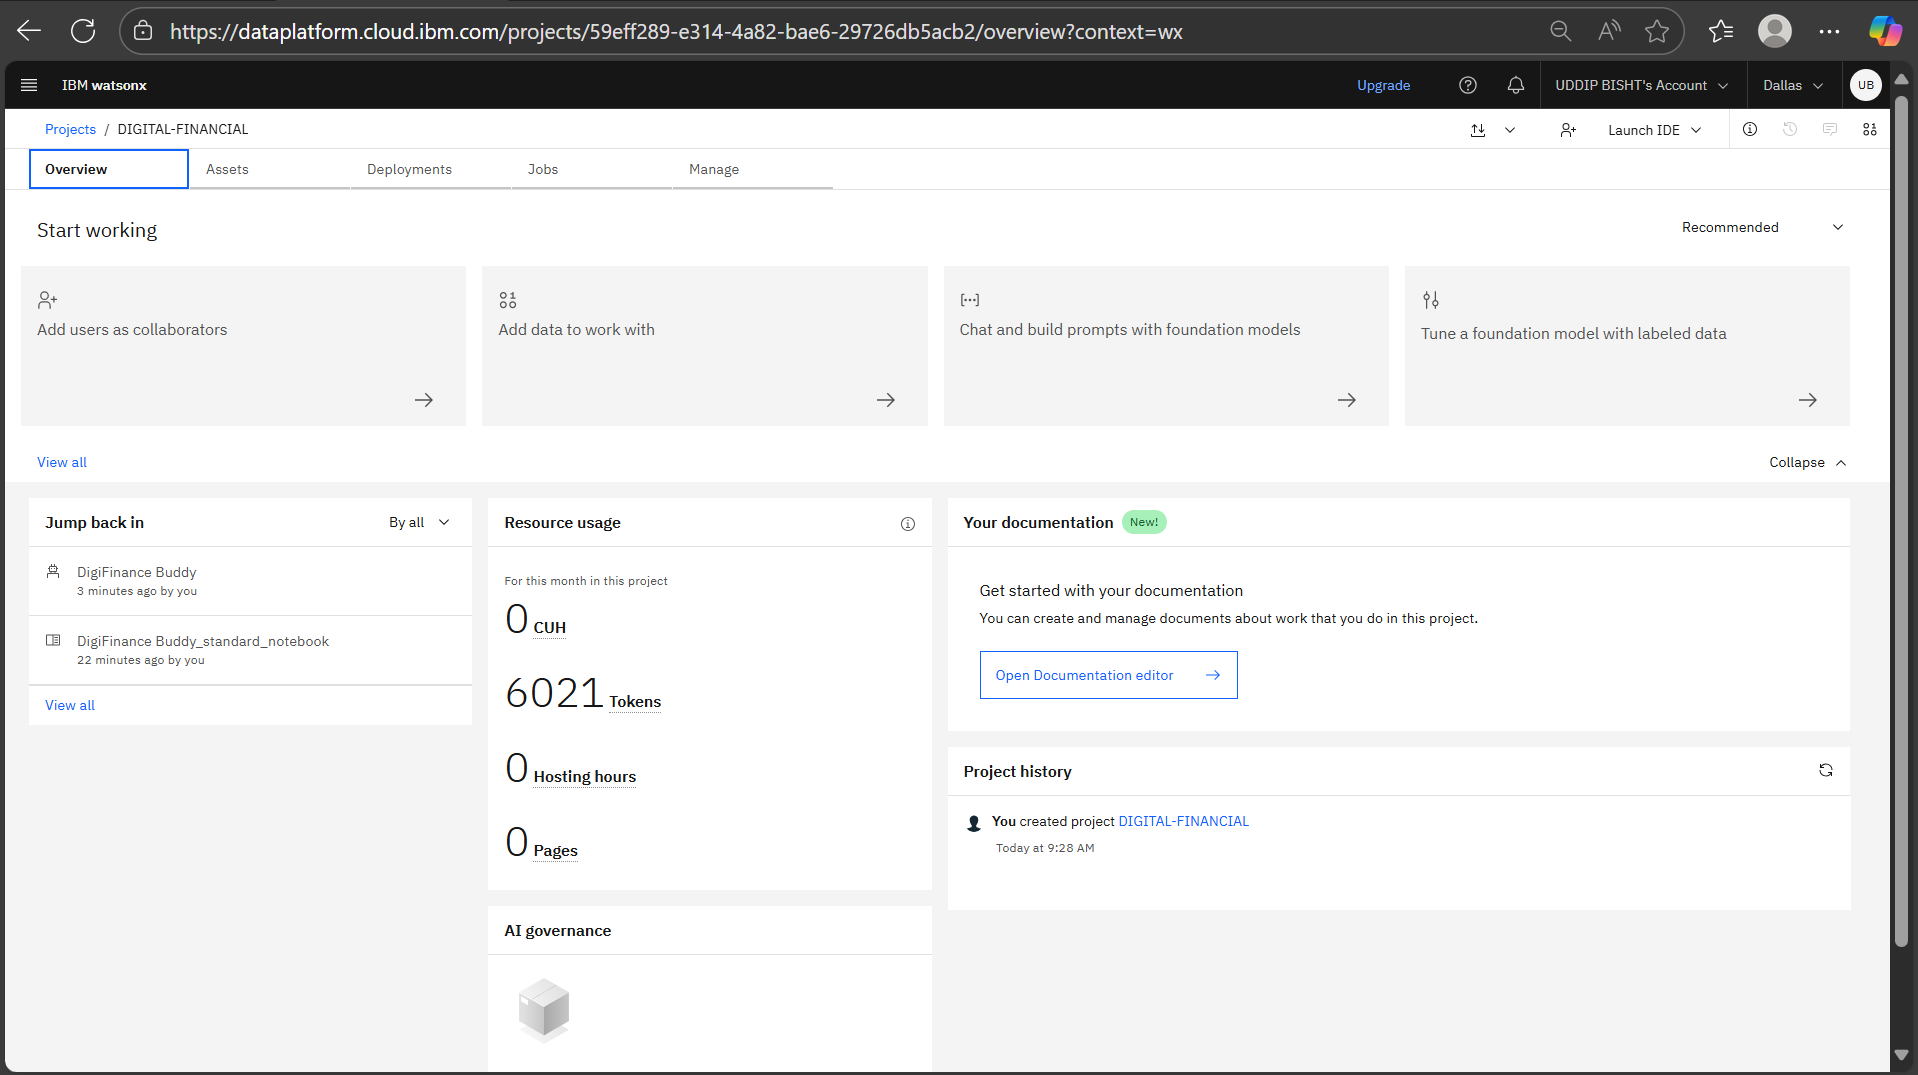 https://dataplatform.cloud.ibm.com/projects/59eff289-e314-4a82-bae6-29726db5acb2/overview?context=wx
IBM watsonx
Upgrade
UDDIP BISHT's Account
Dallas
UB
Projects / DIGITAL-FINANCIAL
Launch IDE
Overview
Assets
Deployments
Jobs
Manage
Start working
Recommended
Add users as collaborators
Add data to work with
Chat and build prompts with foundation models
Tune a foundation model with labeled data
View all
Collapse
Jump back in
By all
DigiFinance Buddy
3 minutes ago by you
DigiFinance Buddy_standard_notebook
22 minutes ago by you
View all
Resource usage
For this month in this project
0 CUH
6021 Tokens
0 Hosting hours
0 Pages
AI governance
Your documentation New!
Get started with your documentation
You can create and manage documents about work that you do in this project.
Open Documentation editor
Project history
You created project DIGITAL-FINANCIAL
Today at 9:28 AM